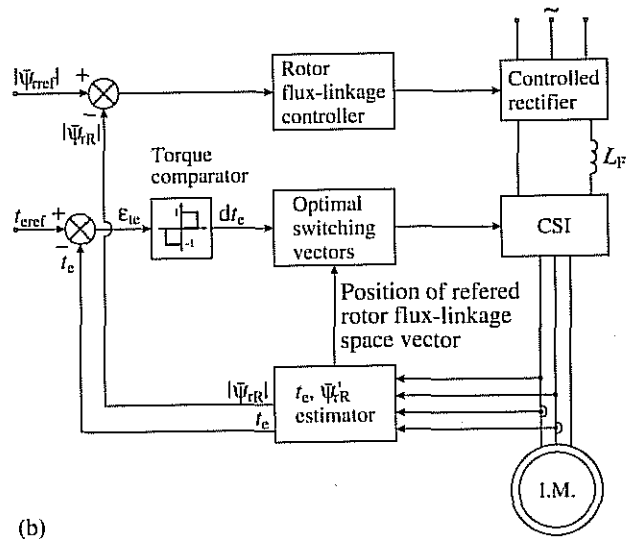 ~
|ψ̄rref|
+
−
|ψ̄rR|
Rotor
flux-linkage
controller
Controlled
rectifier
LF
Torque
comparator
teref
+
−
te
εte
1
−1
dte
Optimal
switching
vectors
CSI
Position of refered
rotor flux-linkage
space vector
|ψ̄rR|
te
te, ψ̄'rR
estimator
I.M.
(b)